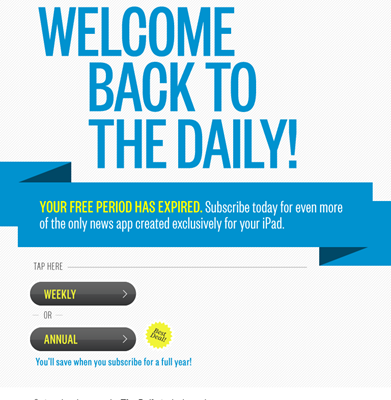 WELCOME
BACK TO
THE DAILY!
YOUR FREE PERIOD HAS EXPIRED. Subscribe today for even more
of the only news app created exclusively for your iPad.
TAP HERE
WEEKLY
OR
ANNUAL
Best
Deal!
You'll save when you subscribe for a full year!